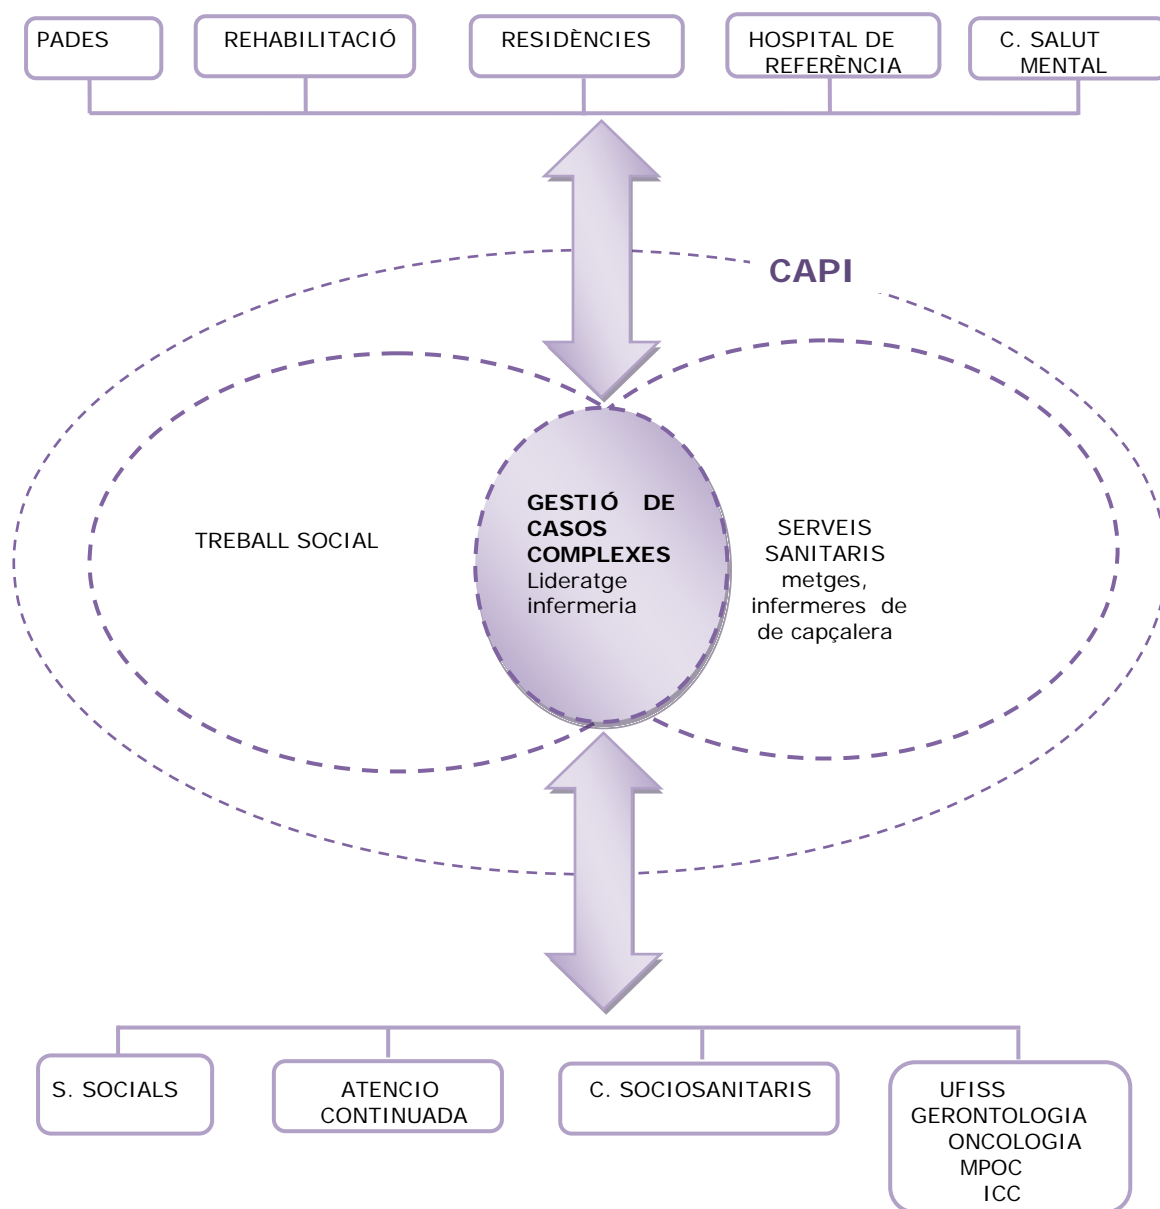 PADES
REHABILITACIÓ
RESIDÈNCIES
HOSPITAL DE
REFERÈNCIA
C. SALUT
MENTAL
CAPI
TREBALL SOCIAL
GESTIÓ DE
CASOS
COMPLEXES
Lideratge
infermeria
SERVEIS
SANITARIS
metges,
infermeres de
de capçalera
S. SOCIALS
ATENCIO
CONTINUADA
C. SOCIOSANITARIS
UFISS
GERONTOLOGIA
ONCOLOGIA
MPOC
ICC